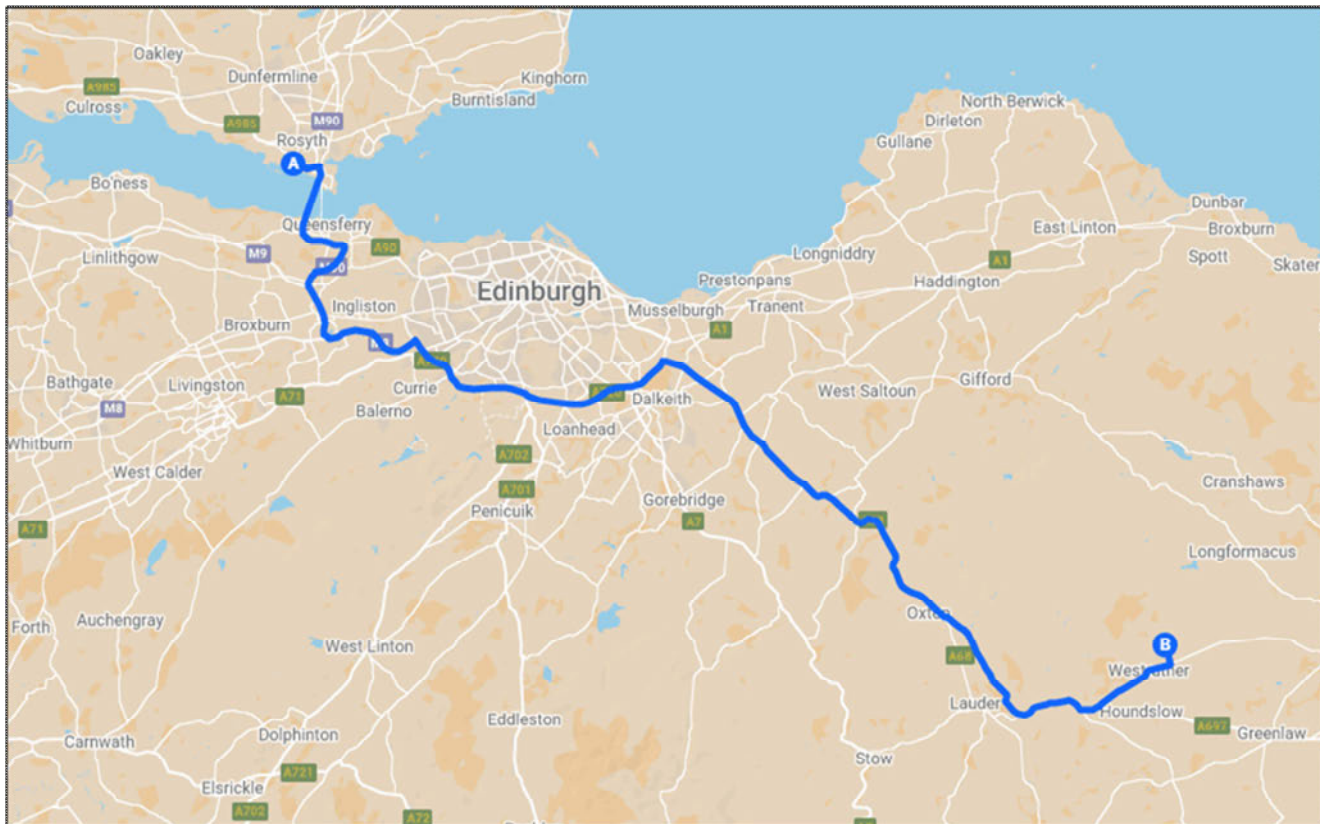 Oakley
Dunfermline
Kinghorn
A985
Culross
Burntisland
North Berwick
A985
M90
Dirleton
Rosyth
Gullane
A
Bo'ness
Queensferry
Dunbar
East Linton
Broxburn
A90
M9
Linlithgow
Longniddry
Spott
A1
Skater
Prestonpans
Haddington
Edinburgh
Ingliston
Musselburgh
Tranent
Broxburn
A1
Bathgate
Livingston
Currie
Gifford
West Saltoun
A71
Dalkeith
M8
Balerno
Whitburn
Loanhead
A702
West Calder
Cranshaws
A701
Gorebridge
Penicuik
A7
A71
Longformacus
Auchengray
Forth
West Linton
B
A68
Lauder
Houndslow
Eddleston
A697
Greenlaw
Dolphinton
Carnwath
Stow
A721
Elsrickle
A702
A72